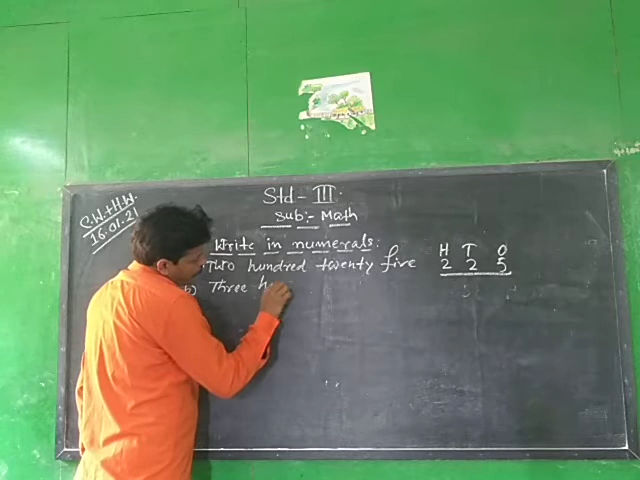 C.W.+H.W.
16.01.21
Std - III.
Sub:- Math
Write in numerals:
Two hundred twenty five
H T O
2 2 5
b) Three h